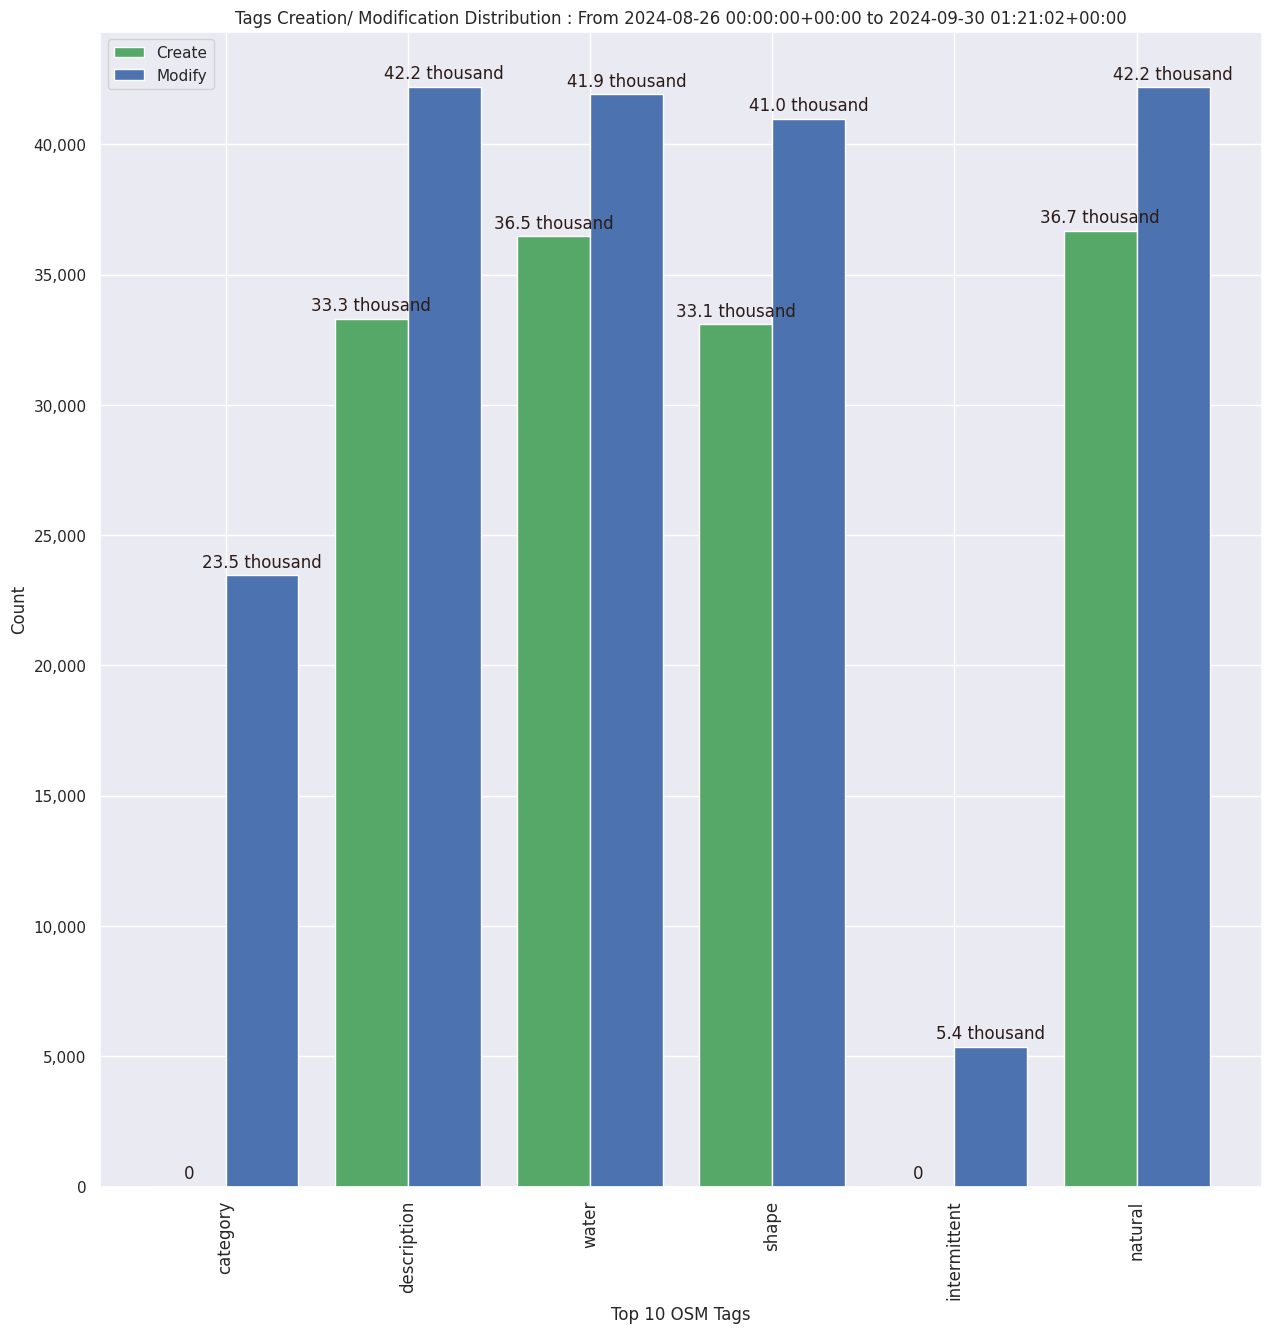 Tags Creation/ Modification Distribution : From 2024-08-26 00:00:00+00:00 to 2024-09-30 01:21:02+00:00
Create
Modify
42.2 thousand
41.9 thousand
41.0 thousand
42.2 thousand
36.5 thousand
36.7 thousand
33.3 thousand
33.1 thousand
23.5 thousand
5.4 thousand
0
0
40,000
35,000
30,000
25,000
20,000
15,000
10,000
5,000
0
Count
category
description
water
shape
intermittent
natural
Top 10 OSM Tags